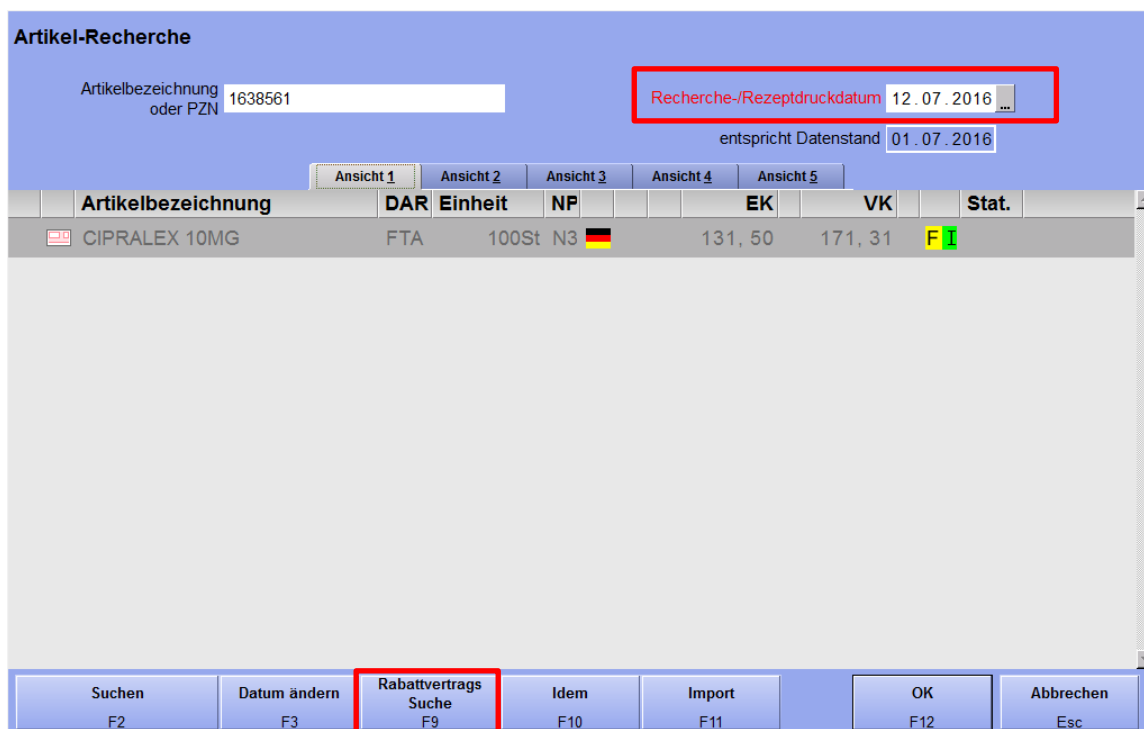 Artikel-Recherche
Artikelbezeichnung
oder PZN
1638561
Recherche-/Rezeptdruckdatum 12.07.2016 ...
entspricht Datenstand 01.07.2016
Ansicht 1 Ansicht 2 Ansicht 3 Ansicht 4 Ansicht 5
Artikelbezeichnung DAR Einheit NP EK VK Stat.
CIPRALEX 10MG FTA 100St N3 131,50 171,31 F I
Suchen
F2
Datum ändern
F3
Rabattvertrags
Suche
F9
Idem
F10
Import
F11
OK
F12
Abbrechen
Esc